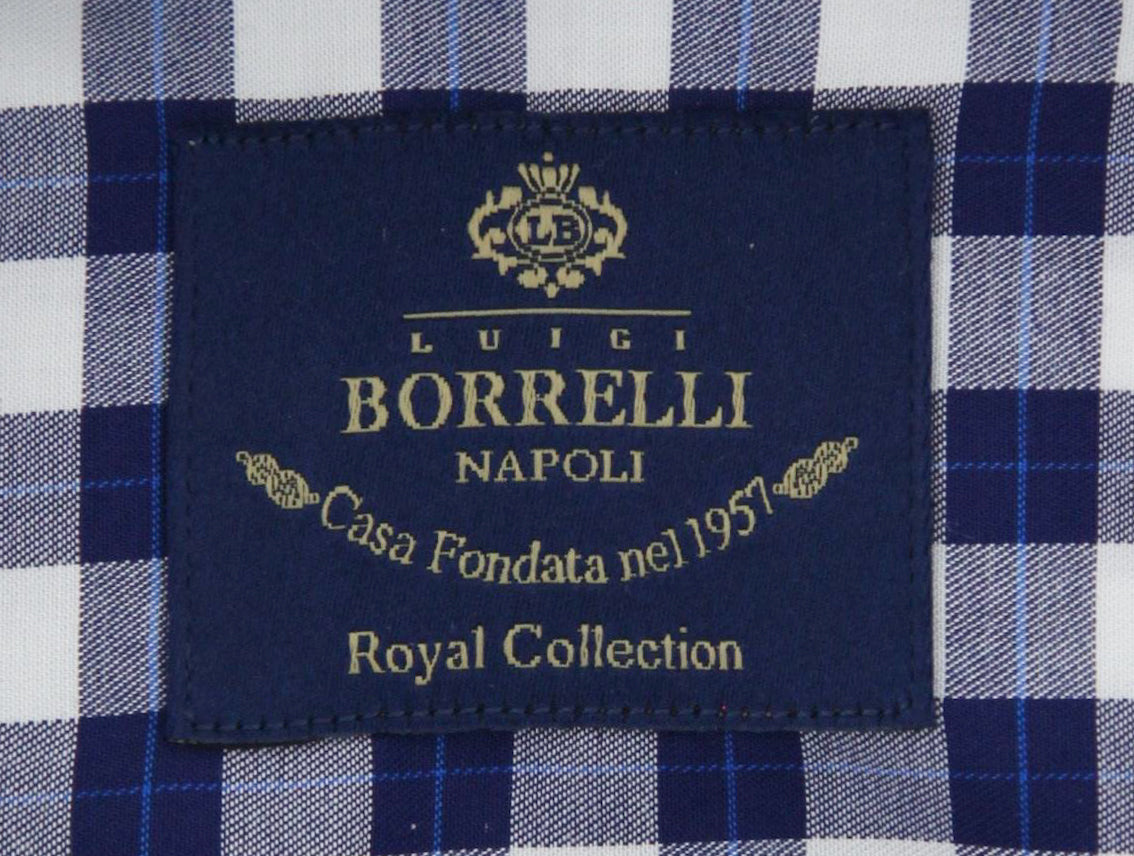 LB
LUIGI
BORRELLI
NAPOLI
Casa Fondata nel 1957
Royal Collection